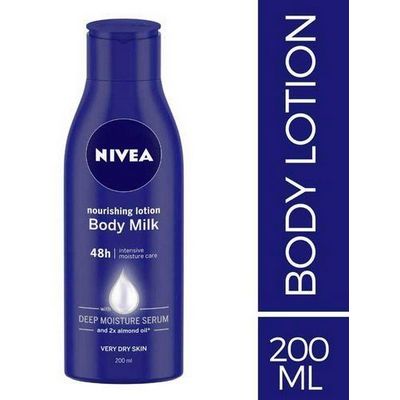 NIVEA
nourishing lotion
Body Milk
48h | intensive
moisture care
with
DEEP MOISTURE SERUM
and 2x almond oil*
VERY DRY SKIN
200 ml
BODY LOTION
200
ML